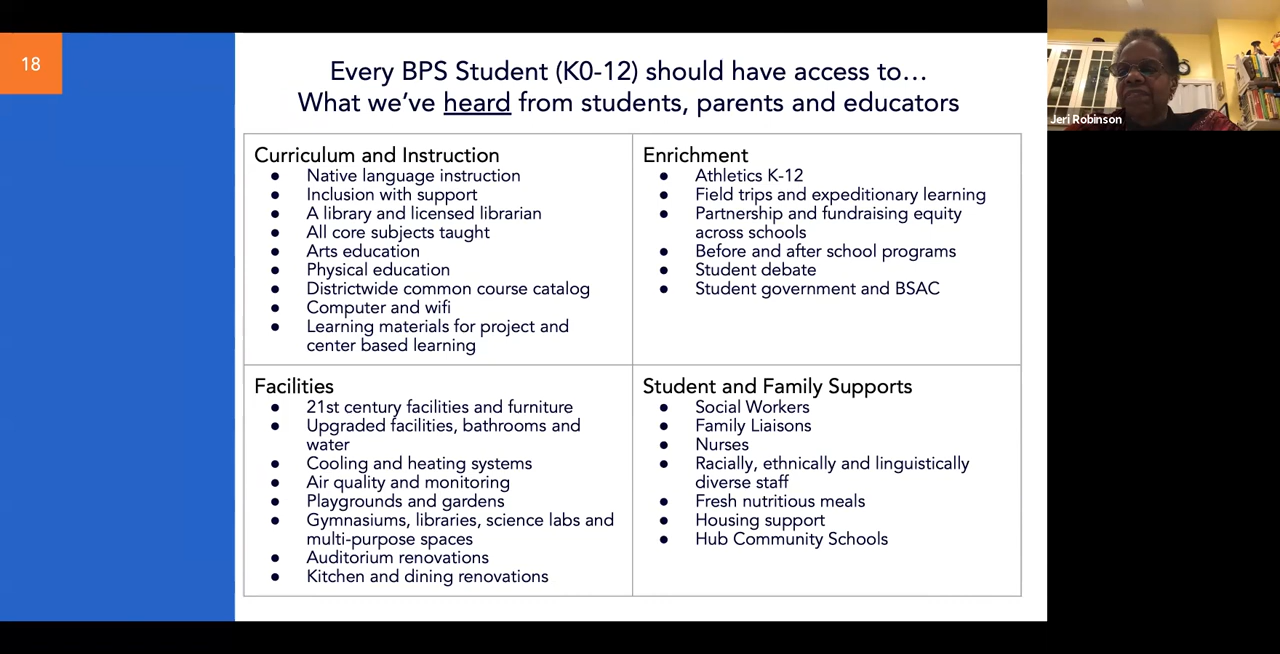 18
Every BPS Student (K0-12) should have access to…
What we’ve heard from students, parents and educators
Curriculum and Instruction
● Native language instruction
● Inclusion with support
● A library and licensed librarian
● All core subjects taught
● Arts education
● Physical education
● Districtwide common course catalog
● Computer and wifi
● Learning materials for project and
center based learning
Enrichment
● Athletics K-12
● Field trips and expeditionary learning
● Partnership and fundraising equity
across schools
● Before and after school programs
● Student debate
● Student government and BSAC
Facilities
● 21st century facilities and furniture
● Upgraded facilities, bathrooms and
water
● Cooling and heating systems
● Air quality and monitoring
● Playgrounds and gardens
● Gymnasiums, libraries, science labs and
multi-purpose spaces
● Auditorium renovations
● Kitchen and dining renovations
Student and Family Supports
● Social Workers
● Family Liaisons
● Nurses
● Racially, ethnically and linguistically
diverse staff
● Fresh nutritious meals
● Housing support
● Hub Community Schools
Jeri Robinson